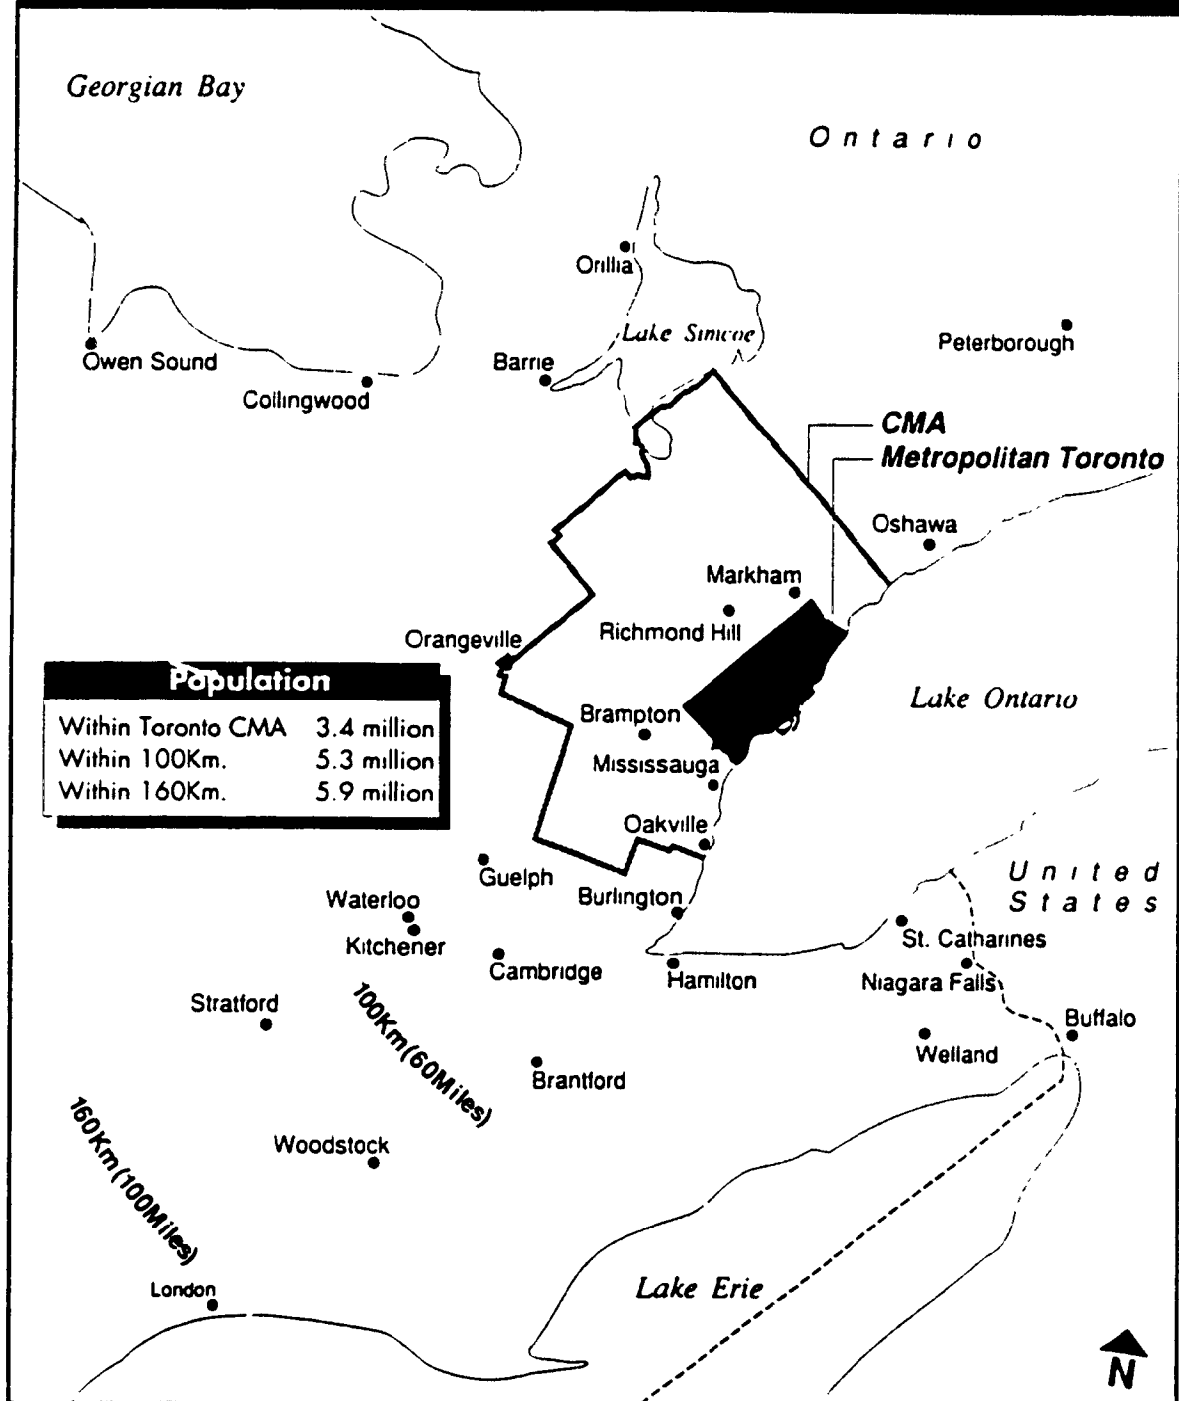 Georgian Bay
Ontario
Orillia
Lake Simcoe
Peterborough
Owen Sound
Barrie
Collingwood
CMA
Metropolitan Toronto
Oshawa
Markham
Richmond Hill
Orangeville
Population
Within Toronto CMA 3.4 million
Within 100Km. 5.3 million
Within 160Km. 5.9 million
Lake Ontario
Brampton
Mississauga
Oakville
Guelph
United
States
Burlington
Waterloo
Kitchener
St. Catharines
Cambridge
Hamilton
Niagara Falls
Stratford
100Km(60Miles)
Buffalo
Welland
Brantford
160Km(100Miles)
Woodstock
London
Lake Erie
N